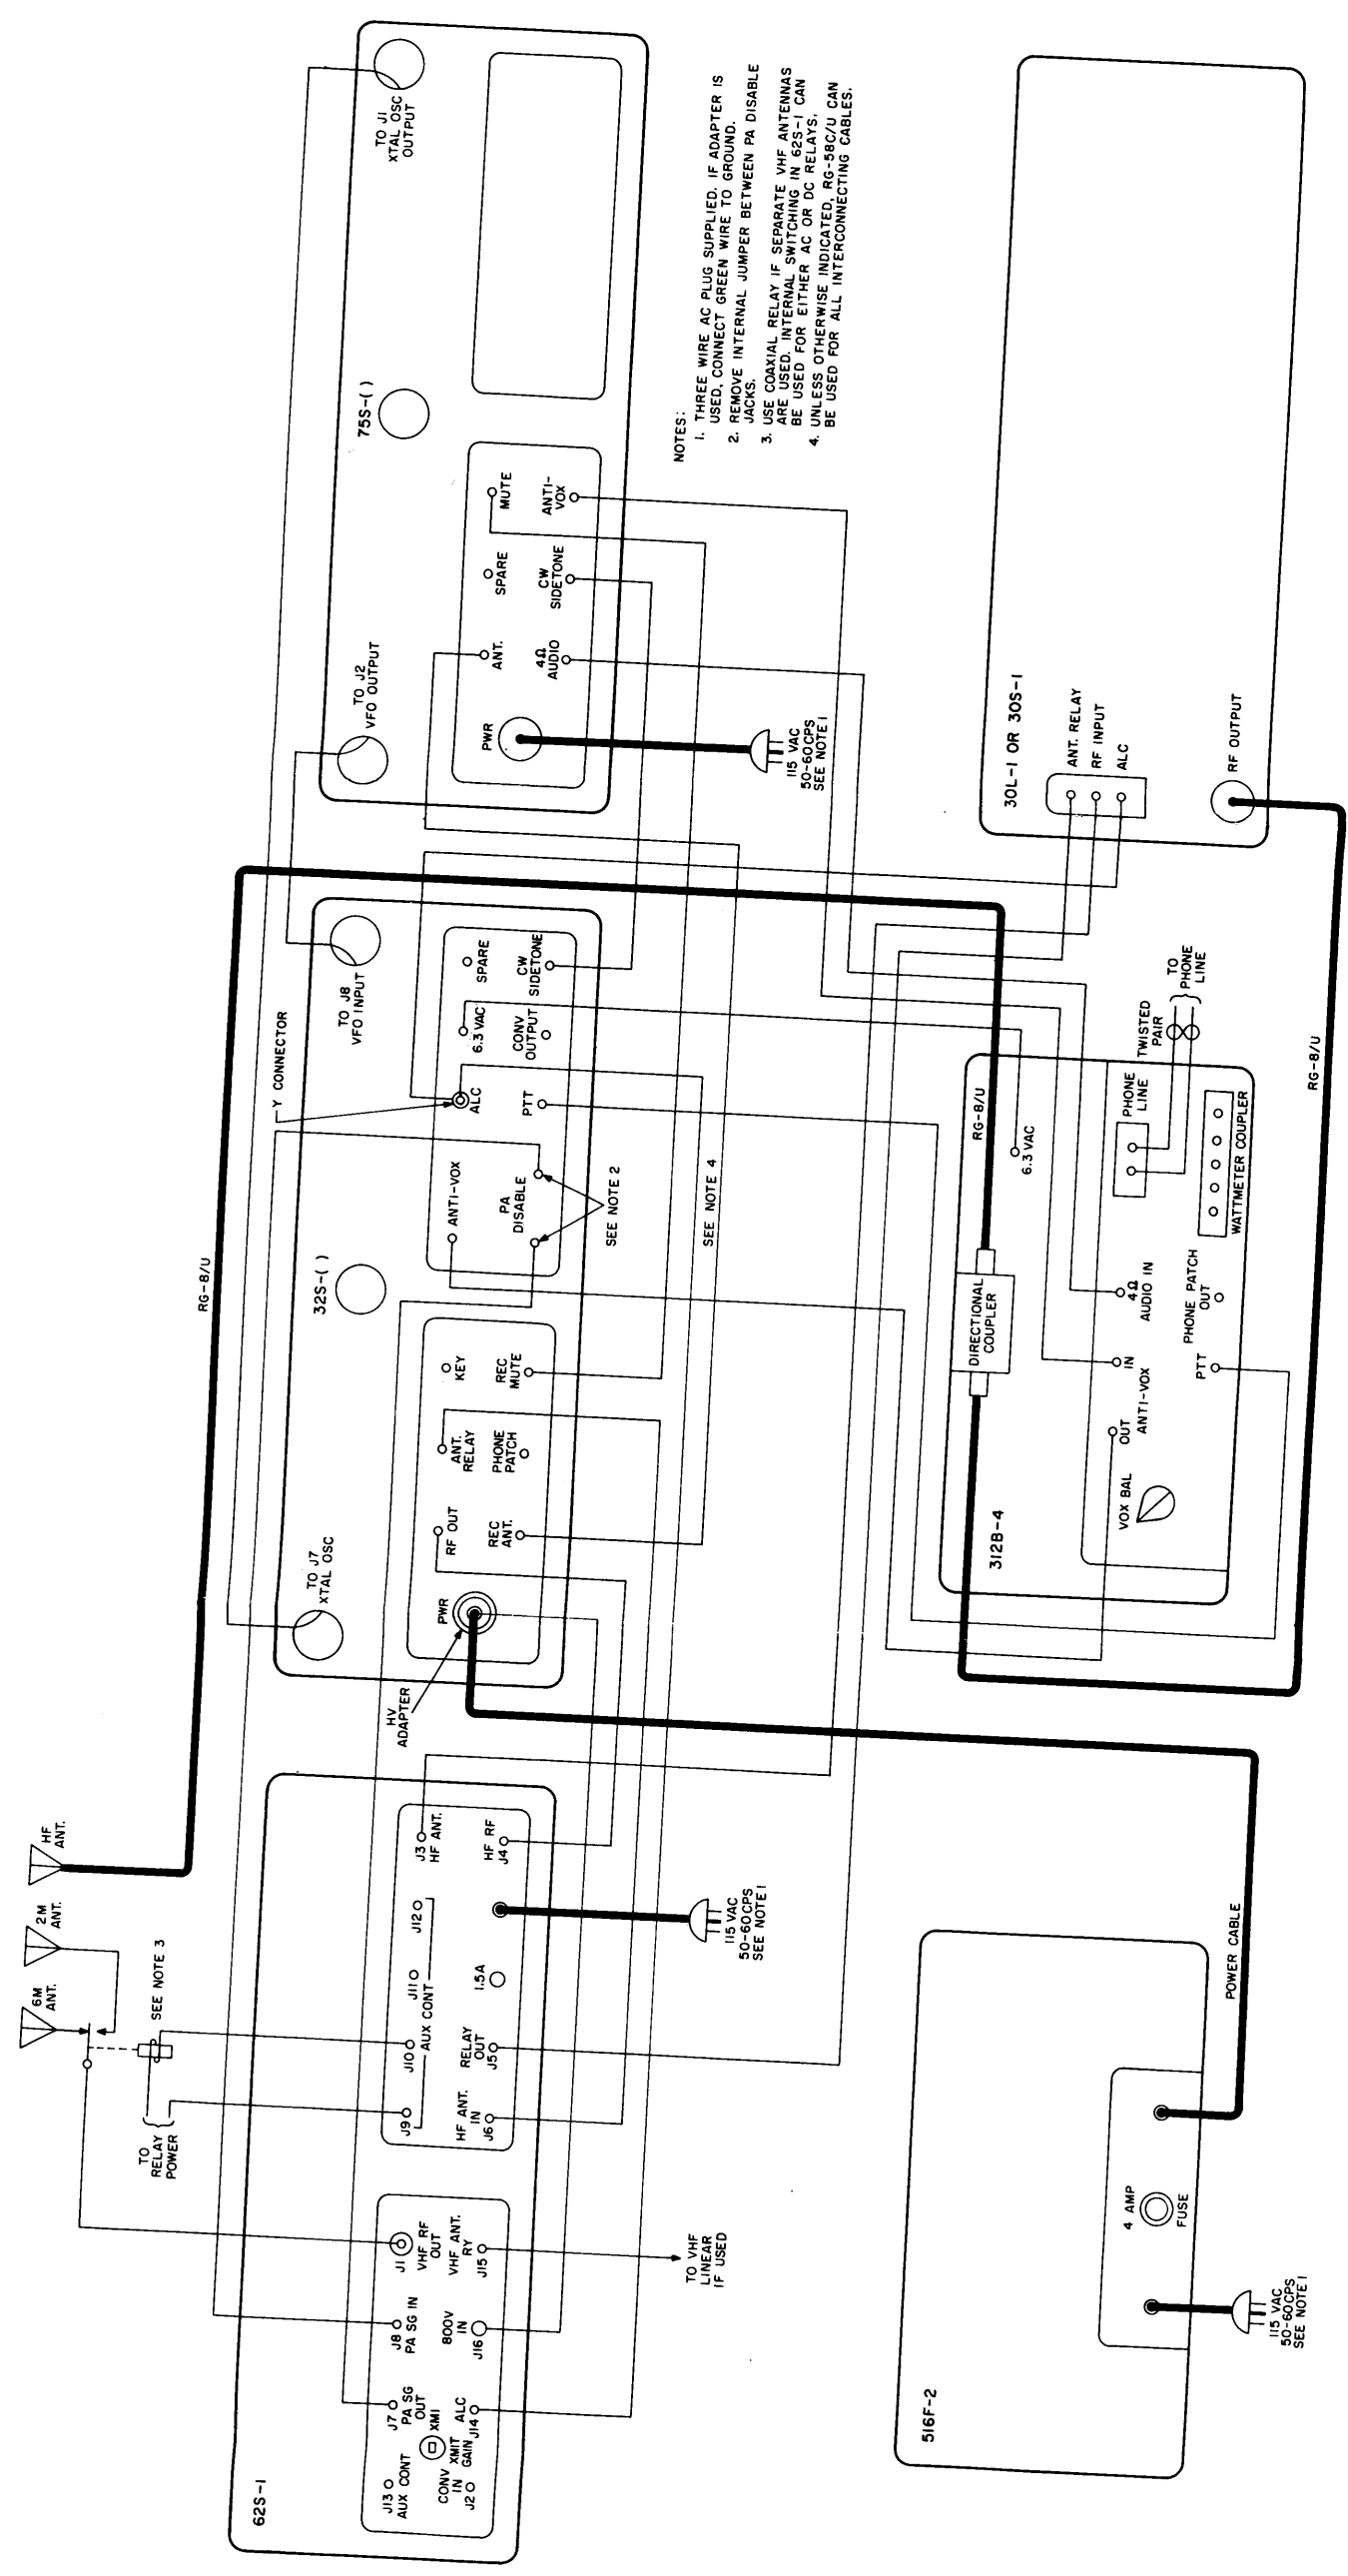 NOTES:
1. THREE WIRE AC PLUG SUPPLIED. IF ADAPTER IS
USED, CONNECT GREEN WIRE TO GROUND.
2. REMOVE INTERNAL JUMPER BETWEEN PA DISABLE
JACKS.
3. USE COAXIAL RELAY IF SEPARATE VHF ANTENNAS
ARE USED. INTERNAL SWITCHING IN 62S-1 CAN
BE USED FOR EITHER AC OR DC RELAYS.
4. UNLESS OTHERWISE INDICATED, RG-58C/U CAN
BE USED FOR ALL INTERCONNECTING CABLES.
6M
ANT.
2M
ANT.
HF
ANT.
SEE NOTE 3
TO
RELAY
POWER
RG-8/U
62S-1
J13
AUX CONT
J7
PA SG
OUT
J8
PA SG IN
J1
VHF RF
OUT
CONV
IN
J2
XMIT
GAIN
XM1
ALC
J14
800V
IN
J16
VHF ANT.
RY
J15
TO VHF
LINEAR
IF USED
J9
J10
J11
J12
AUX CONT
J3
HF ANT.
HF ANT.
IN
J6
RELAY
OUT
J5
1.5A
HF RF
J4
115 VAC
50-60CPS
SEE NOTE 1
HV
ADAPTER
32S-( )
TO J7
XTAL OSC
TO J8
VFO INPUT
Y CONNECTOR
PWR
RF OUT
ANT.
RELAY
KEY
REC
ANT.
PHONE
PATCH
REC
MUTE
ANTI-VOX
ALC
6.3 VAC
SPARE
PA
DISABLE
PTT
CONV
OUTPUT
CW
SIDETONE
SEE NOTE 2
SEE NOTE 4
75S-( )
TO J2
VFO OUTPUT
TO J1
XTAL OSC
OUTPUT
PWR
ANT.
SPARE
MUTE
4Ω
AUDIO
CW
SIDETONE
ANTI-
VOX
115 VAC
50-60CPS
SEE NOTE 1
516F-2
4 AMP
FUSE
POWER CABLE
115 VAC
50-60CPS
SEE NOTE 1
312B-4
DIRECTIONAL
COUPLER
RG-8/U
6.3 VAC
VOX BAL
OUT
IN
ANTI-VOX
4Ω
AUDIO IN
PHONE
LINE
TWISTED
PAIR
TO
PHONE
LINE
PTT
PHONE PATCH
OUT
WATTMETER COUPLER
RG-8/U
30L-1 OR 30S-1
ANT. RELAY
RF INPUT
ALC
RF OUTPUT